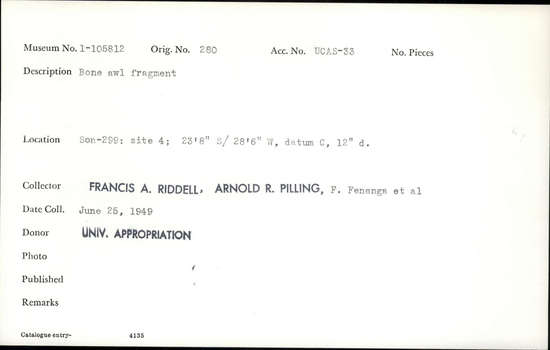 Museum No. 1-105812 Orig. No. 280 Acc. No. UCAS-33 No. Pieces
Description Bone awl fragment
Location Son-299: site 4; 23'8" S/ 28'6" W, datum C, 12" d.
Collector FRANCIS A. RIDDELL, ARNOLD R. PILLING, F. Fenenga et al
Date Coll. June 25, 1949
Donor UNIV. APPROPRIATION
Photo
Published
Remarks
Catalogue entry- 4135